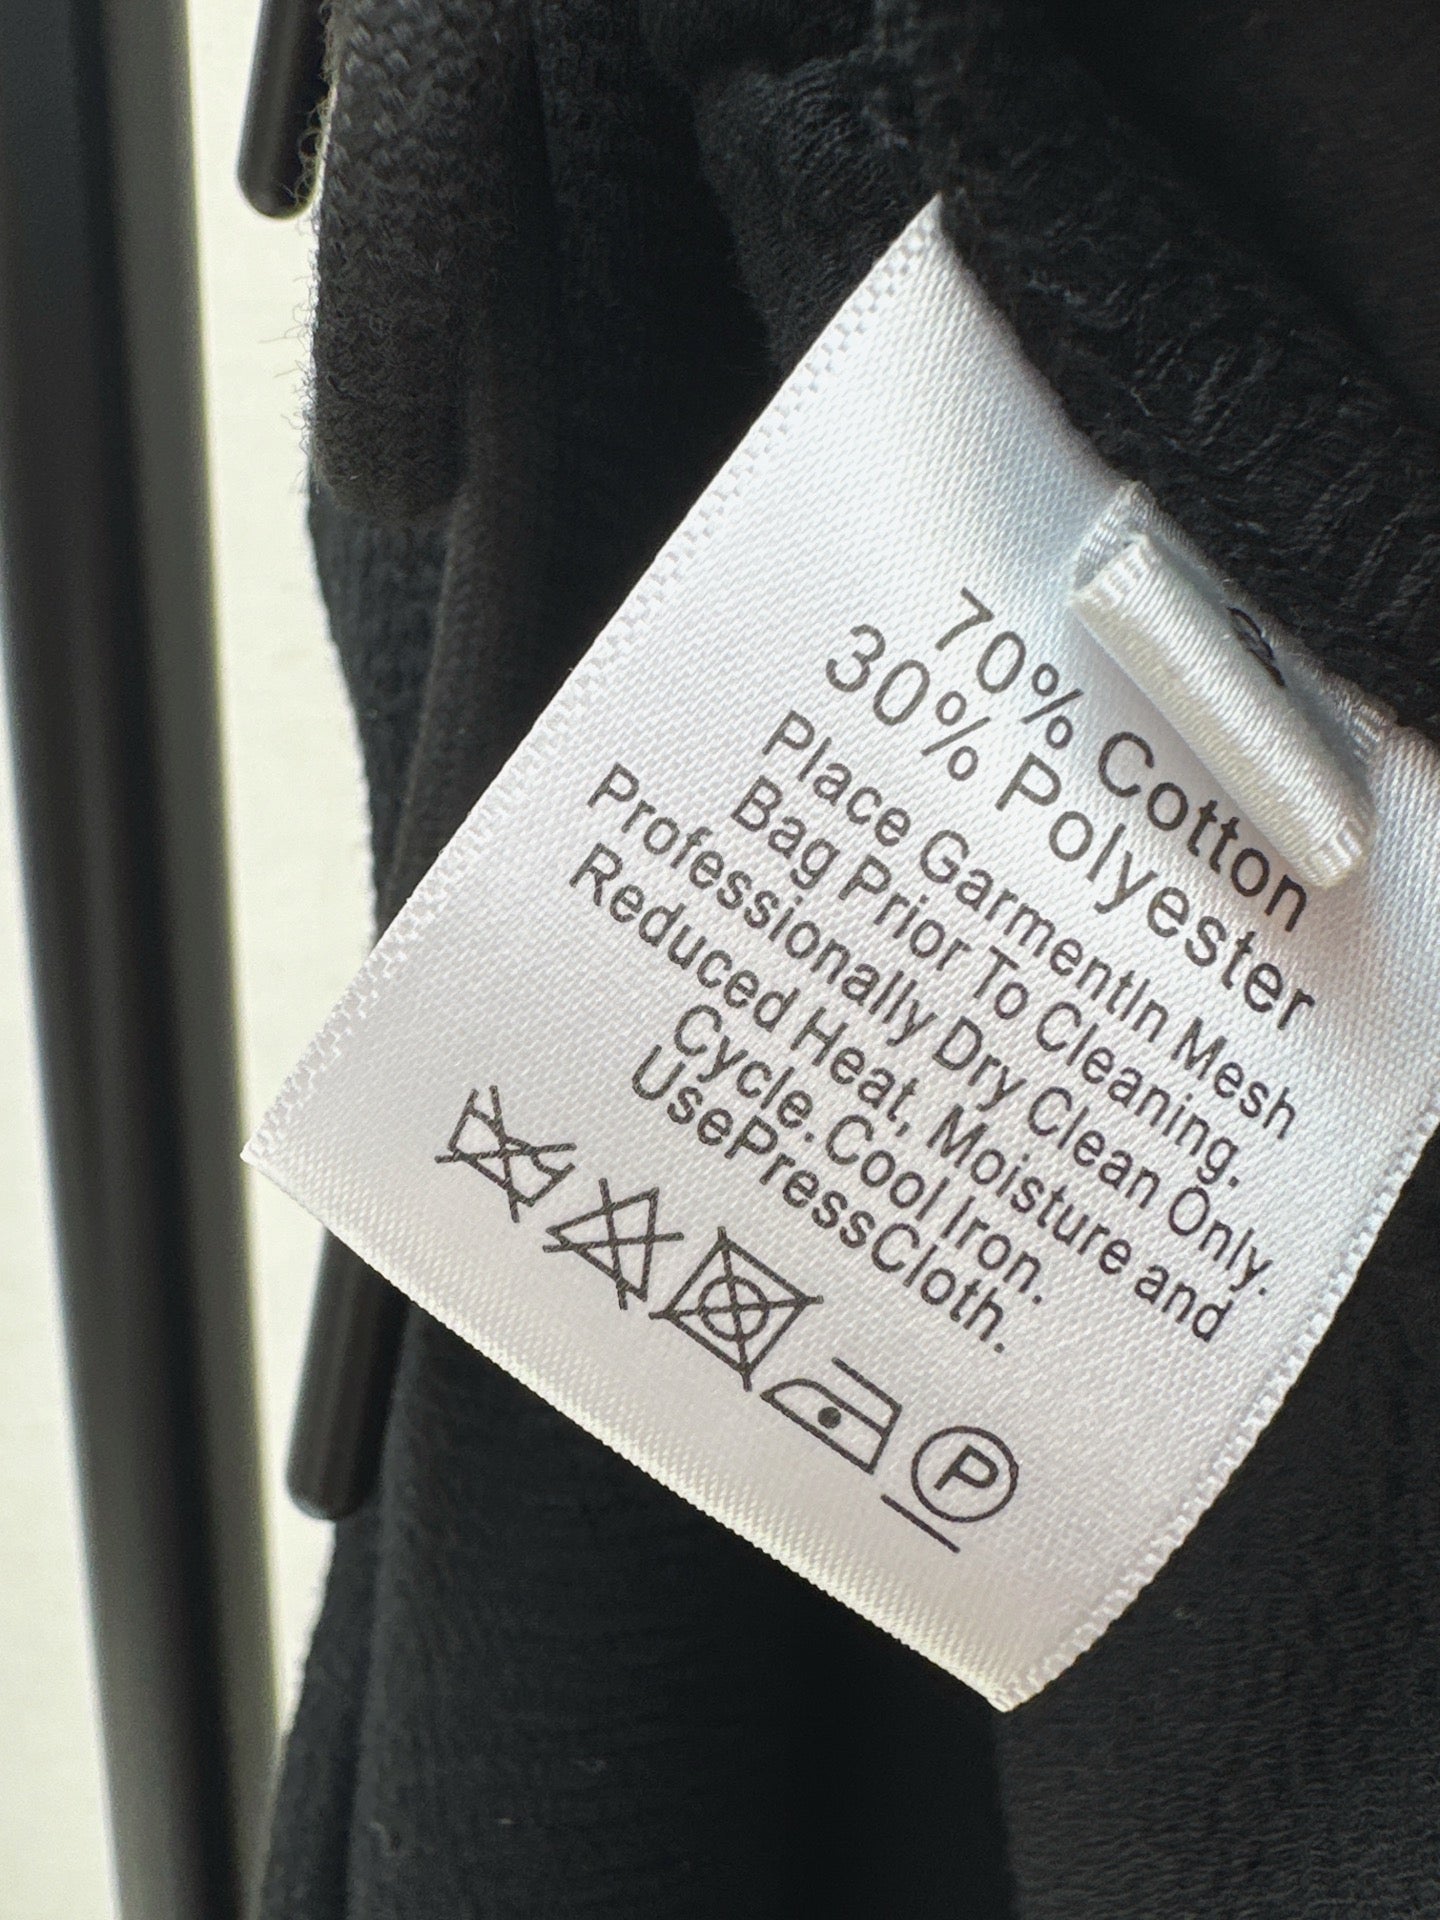 70% Cotton
30% Polyester
Place GarmentIn Mesh
Bag Prior To Cleaning.
Professionally Dry Clean Only.
Reduced Heat, Moisture and
Cycle.Cool Iron.
UsePressCloth.
P